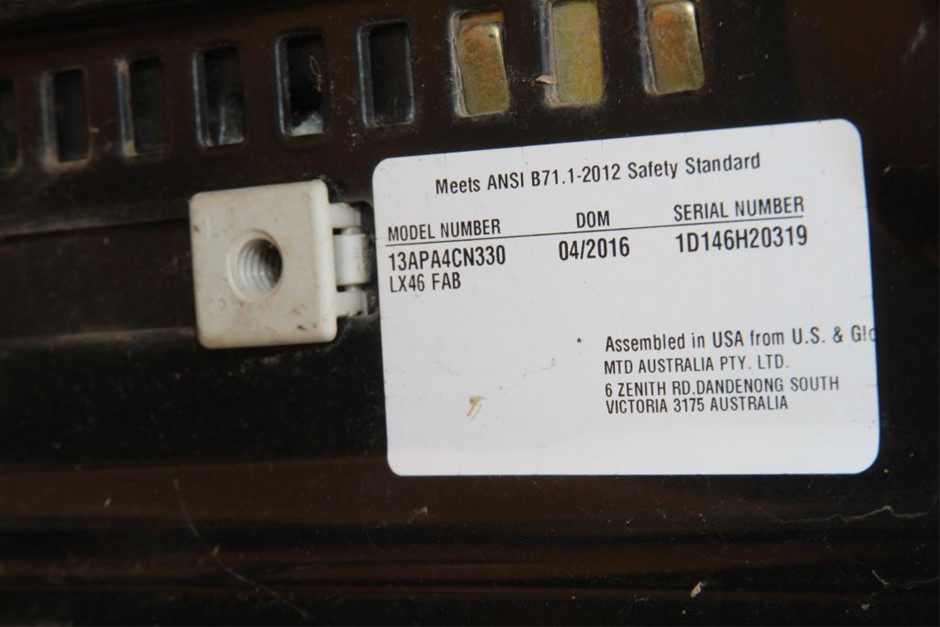 Meets ANSI B71.1-2012 Safety Standard
MODEL NUMBER DOM SERIAL NUMBER
13APA4CN330 04/2016 1D146H20319
LX46 FAB
* Assembled in USA from U.S. & Glo
MTD AUSTRALIA PTY. LTD.
6 ZENITH RD.DANDENONG SOUTH
VICTORIA 3175 AUSTRALIA